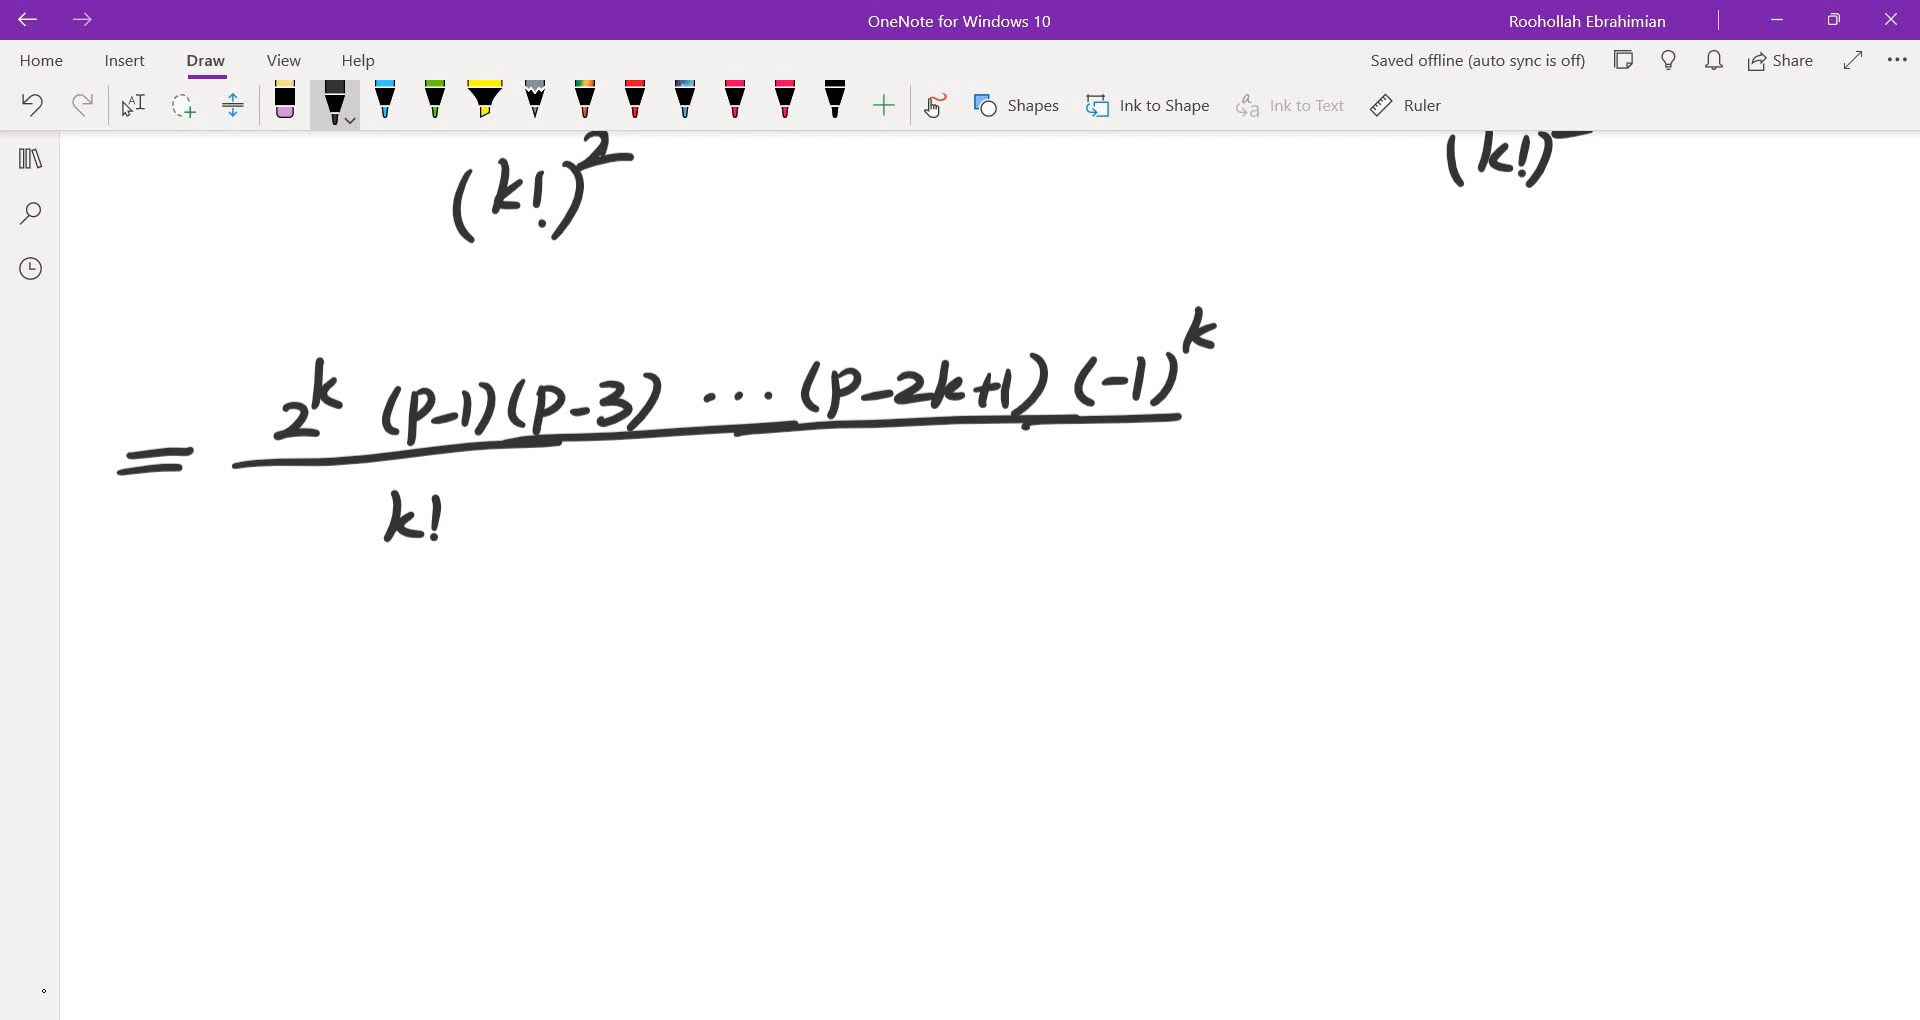 OneNote for Windows 10
Roohollah Ebrahimian
Home Insert Draw View Help
Saved offline (auto sync is off) Share
Shapes Ink to Shape Ink to Text Ruler
(k!)^2 (k!)
= 2^k (p-1)(p-3) ... (p-2k+1) (-1)^k
k!